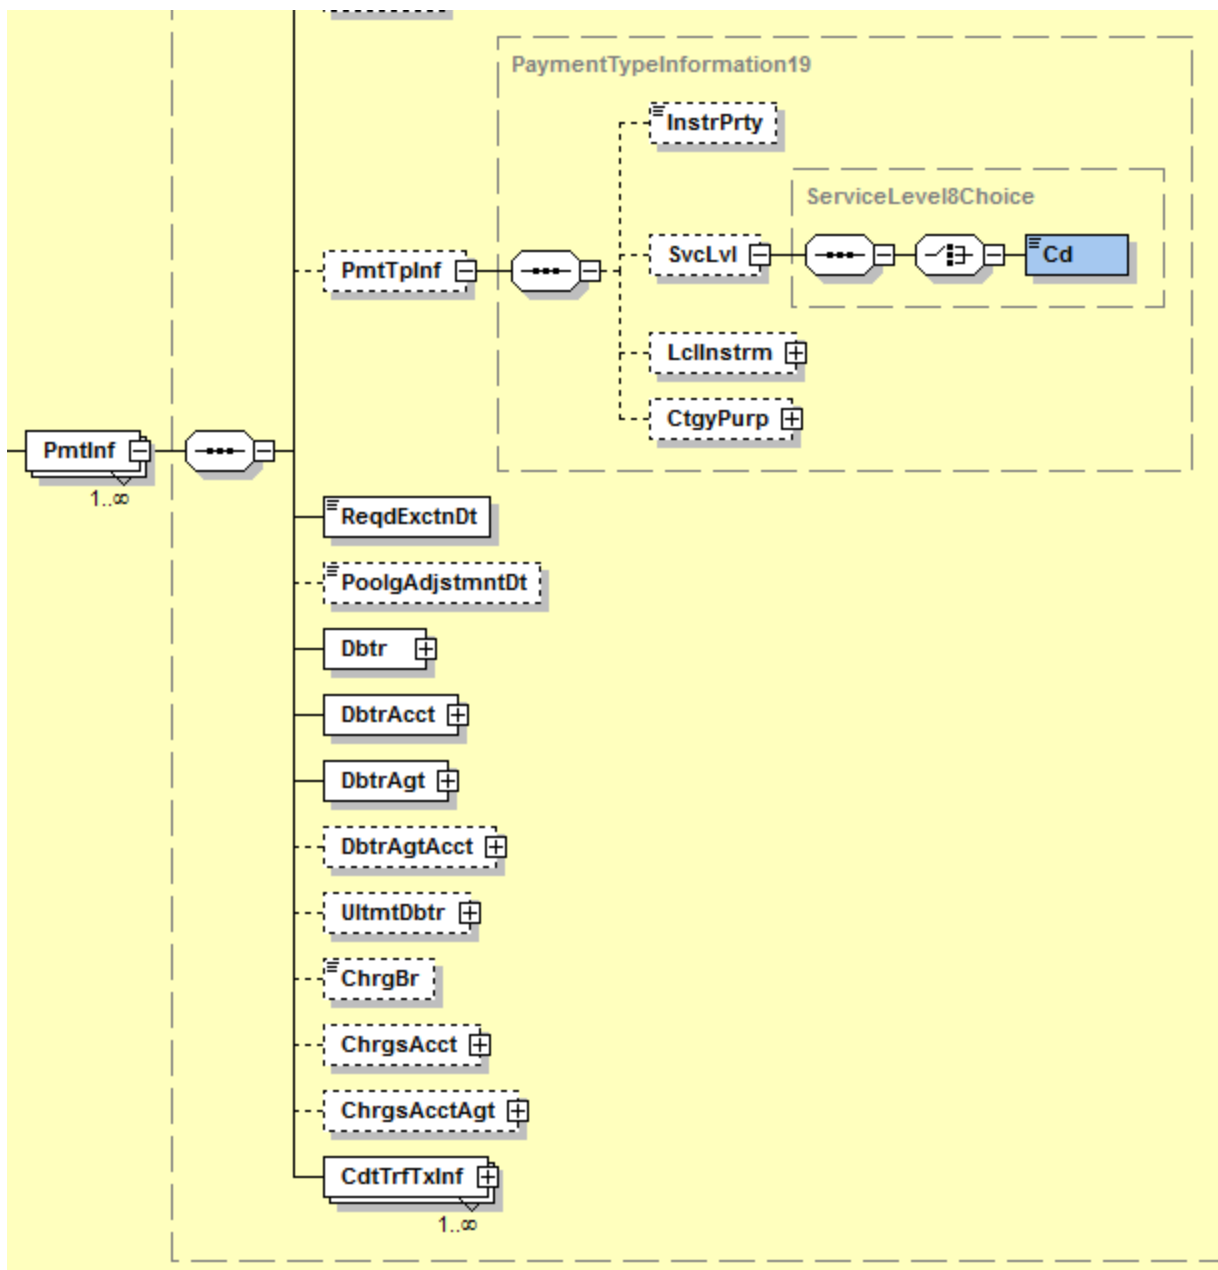 PaymentTypeInformation19
InstrPrty
ServiceLevel8Choice
SvcLvl
Cd
PmtTpInf
LclInstrm
CtgyPurp
PmtInf
1..∞
ReqdExctnDt
PoolgAdjstmntDt
Dbtr
DbtrAcct
DbtrAgt
DbtrAgtAcct
UltmtDbtr
ChrgBr
ChrgsAcct
ChrgsAcctAgt
CdtTrfTxInf
1..∞